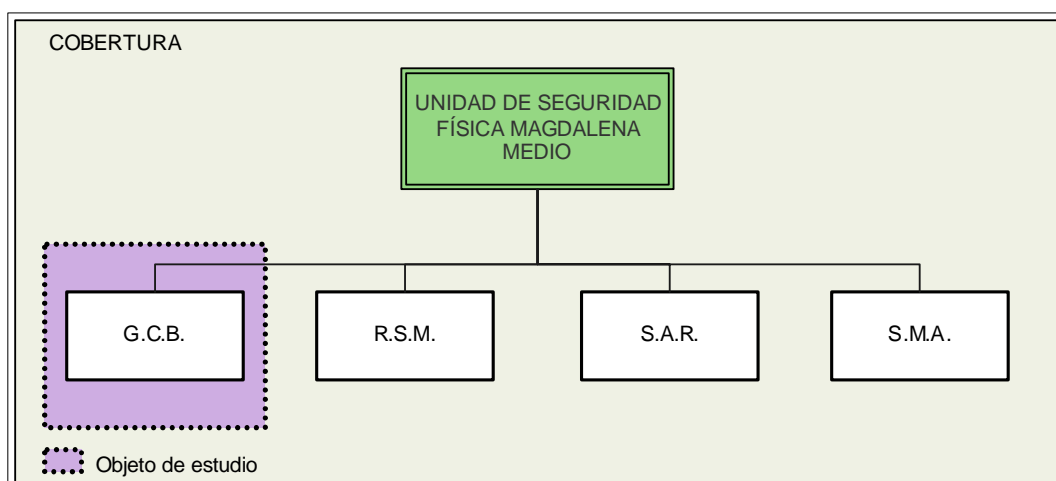 COBERTURA
UNIDAD DE SEGURIDAD
FÍSICA MAGDALENA
MEDIO
G.C.B.
R.S.M.
S.A.R.
S.M.A.
Objeto de estudio